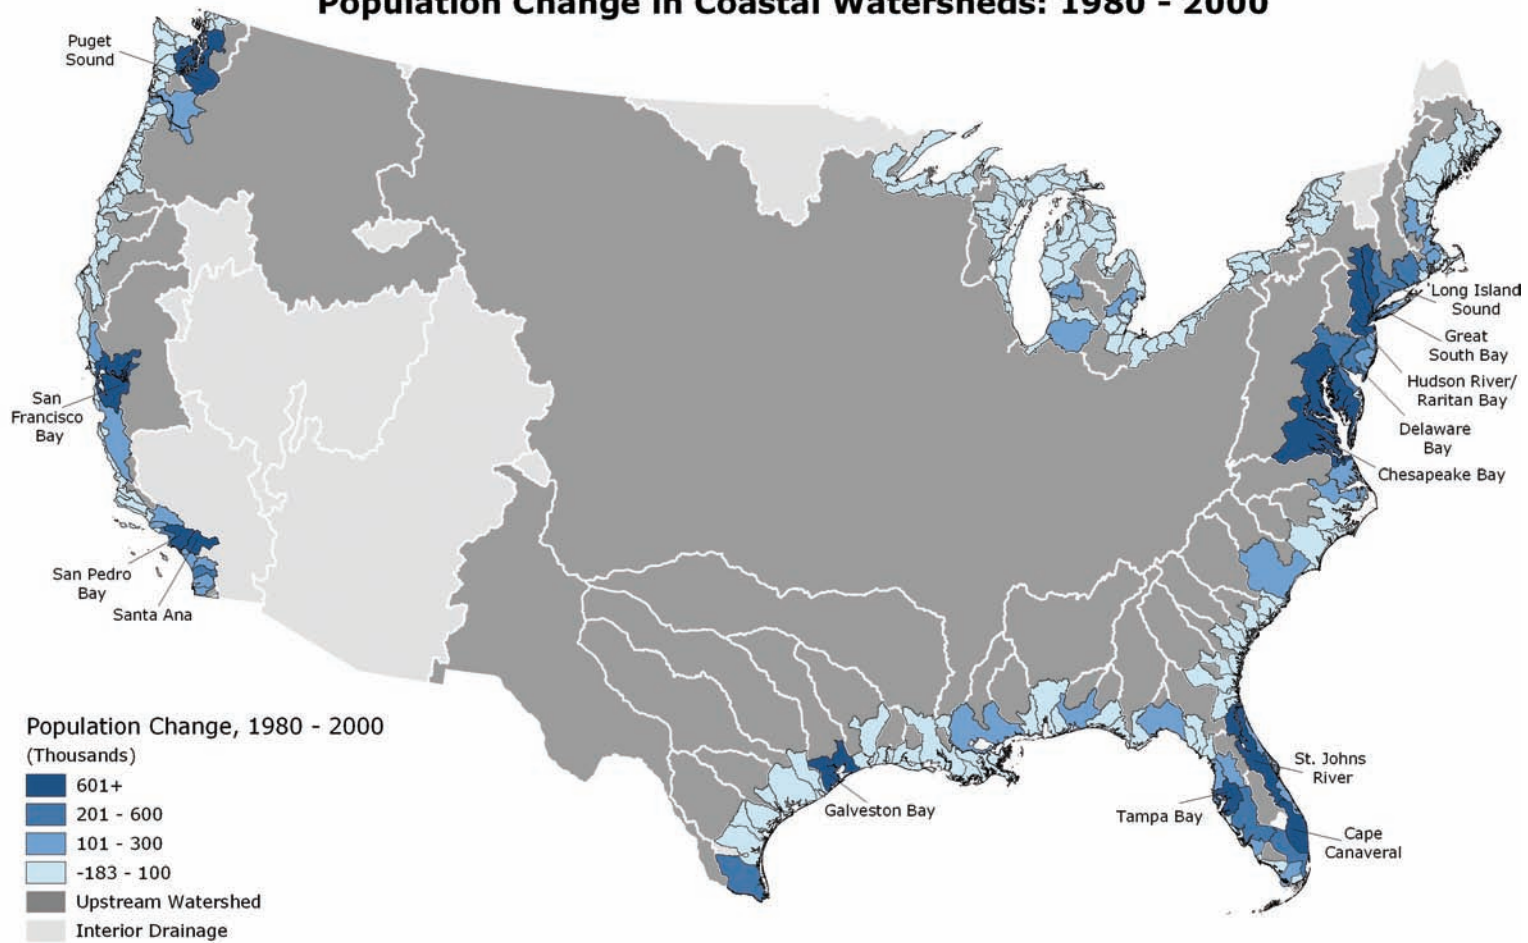 Population Change in Coastal Watersheds: 1980 - 2000
Puget
Sound
San
Francisco
Bay
San Pedro
Bay
Santa Ana
Long Island
Sound
Great
South Bay
Hudson River/
Raritan Bay
Delaware
Bay
Chesapeake Bay
St. Johns
River
Tampa Bay
Cape
Canaveral
Galveston Bay
Population Change, 1980 - 2000
(Thousands)
601+
201 - 600
101 - 300
-183 - 100
Upstream Watershed
Interior Drainage